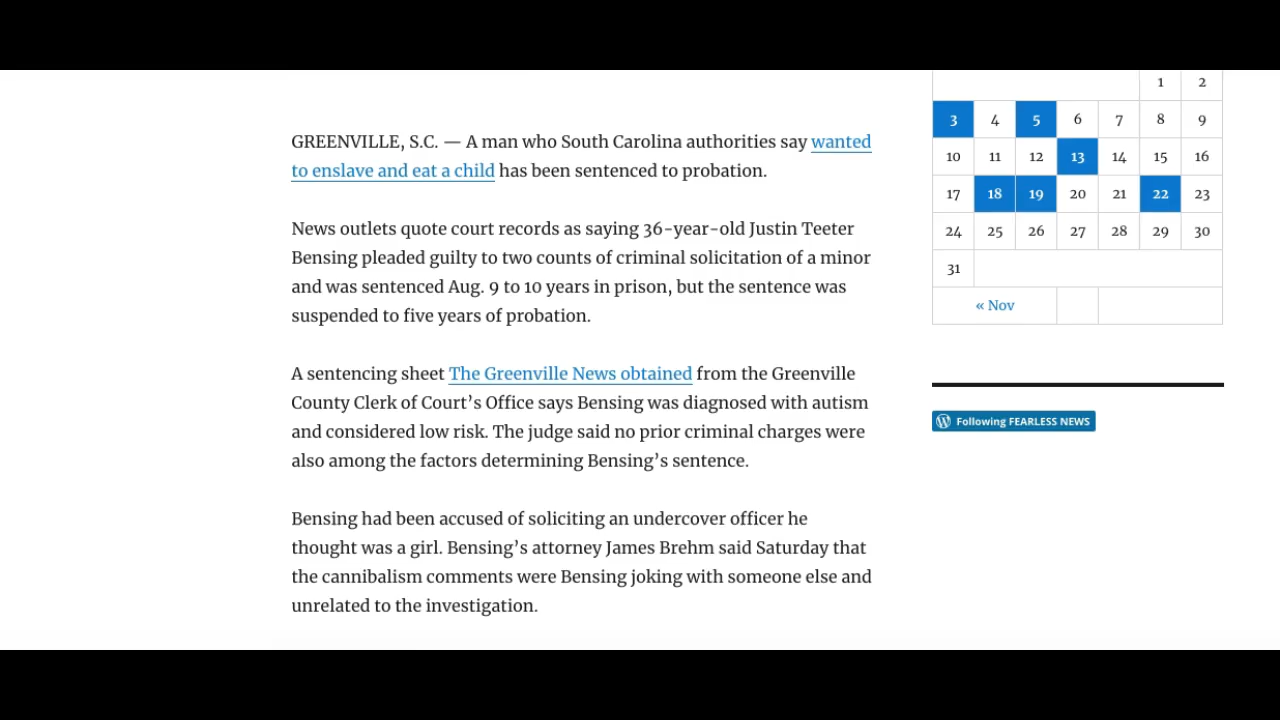 GREENVILLE, S.C. — A man who South Carolina authorities say wanted
to enslave and eat a child has been sentenced to probation.
News outlets quote court records as saying 36-year-old Justin Teeter
Bensing pleaded guilty to two counts of criminal solicitation of a minor
and was sentenced Aug. 9 to 10 years in prison, but the sentence was
suspended to five years of probation.
A sentencing sheet The Greenville News obtained from the Greenville
County Clerk of Court’s Office says Bensing was diagnosed with autism
and considered low risk. The judge said no prior criminal charges were
also among the factors determining Bensing’s sentence.
Bensing had been accused of soliciting an undercover officer he
thought was a girl. Bensing’s attorney James Brehm said Saturday that
the cannibalism comments were Bensing joking with someone else and
unrelated to the investigation.
1 2
3 4 5 6 7 8 9
10 11 12 13 14 15 16
17 18 19 20 21 22 23
24 25 26 27 28 29 30
31
« Nov
Following FEARLESS NEWS